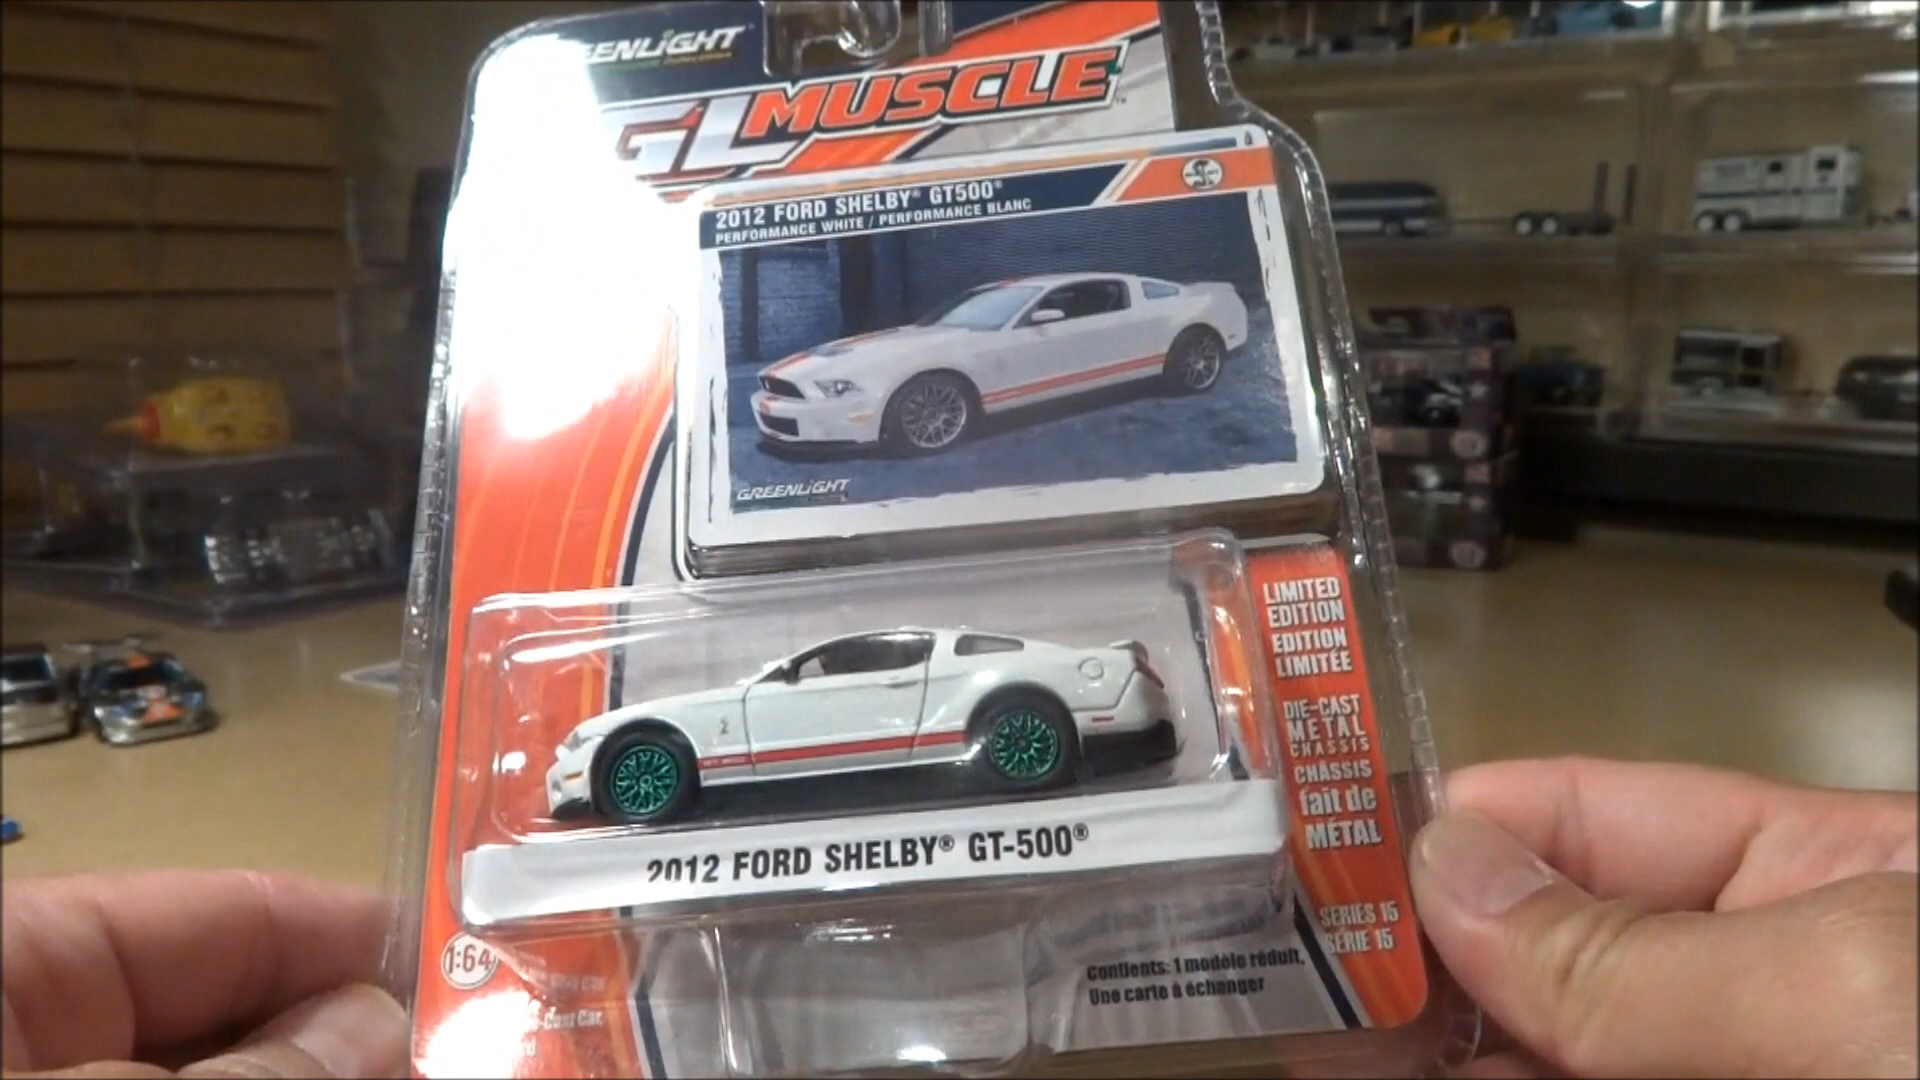 GREENLIGHT
GL MUSCLE
2012 FORD SHELBY® GT500®
PERFORMANCE WHITE / PERFORMANCE BLANC
GREENLIGHT
LIMITED
EDITION
EDITION
LIMITÉE
DIE-CAST
METAL
CHASSIS
CHÂSSIS
fait de
MÉTAL
2012 FORD SHELBY® GT-500®
SERIES 15
SÉRIE 15
1:64
Contients: 1 modèle réduit,
Une carte à échanger
-Cast Car,